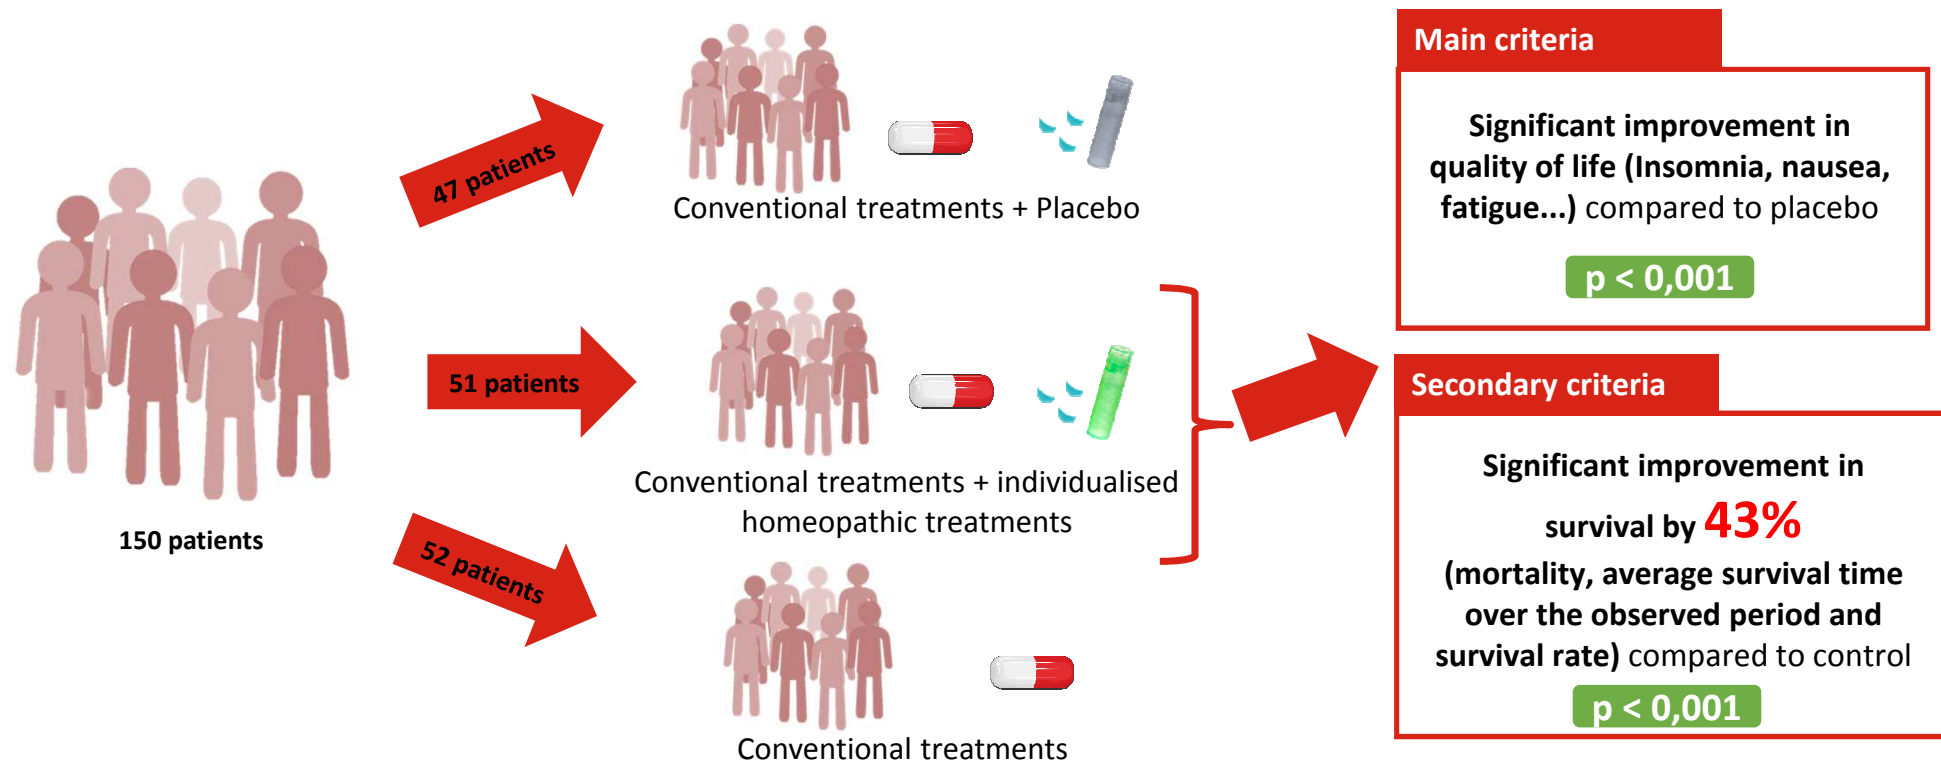 150 patients
47 patients
51 patients
52 patients
Conventional treatments + Placebo
Conventional treatments + individualised
homeopathic treatments
Conventional treatments
Main criteria
Significant improvement in
quality of life (Insomnia, nausea,
fatigue...) compared to placebo
p < 0,001
Secondary criteria
Significant improvement in
survival by 43%
(mortality, average survival time
over the observed period and
survival rate) compared to control
p < 0,001